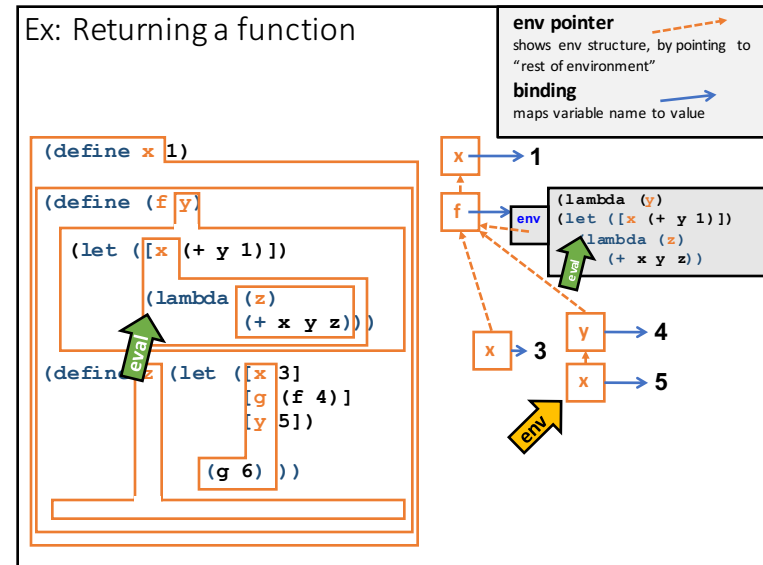 Ex: Returning a function
env pointer
shows env structure, by pointing to
“rest of environment”
binding
maps variable name to value
(define x 1)
(define (f y)
(let ([x (+ y 1)])
(lambda (z)
(+ x y z)))
eval
(define z (let ([x 3]
[g (f 4)]
[y 5])
(g 6) ))
x 1
f
env
(lambda (y)
(let ([x (+ y 1)])
(lambda (z)
(+ x y z))
eval
x 3
y 4
x 5
env